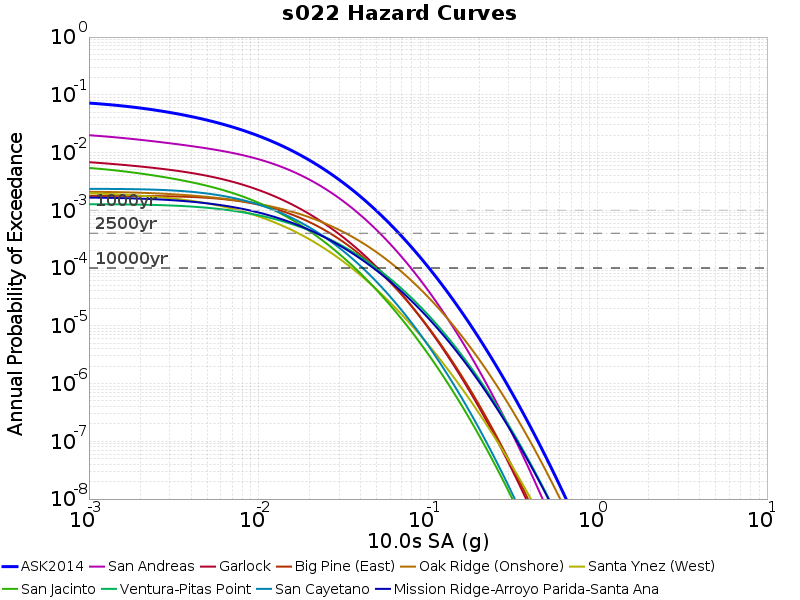 s022 Hazard Curves
Annual Probability of Exceedance
10^0
10^-1
10^-2
10^-3
10^-4
10^-5
10^-6
10^-7
10^-8
1000yr
2500yr
10000yr
10^-3
10^-2
10^-1
10^0
10^1
10.0s SA (g)
ASK2014 San Andreas Garlock Big Pine (East) Oak Ridge (Onshore) Santa Ynez (West)
San Jacinto Ventura-Pitas Point San Cayetano Mission Ridge-Arroyo Parida-Santa Ana